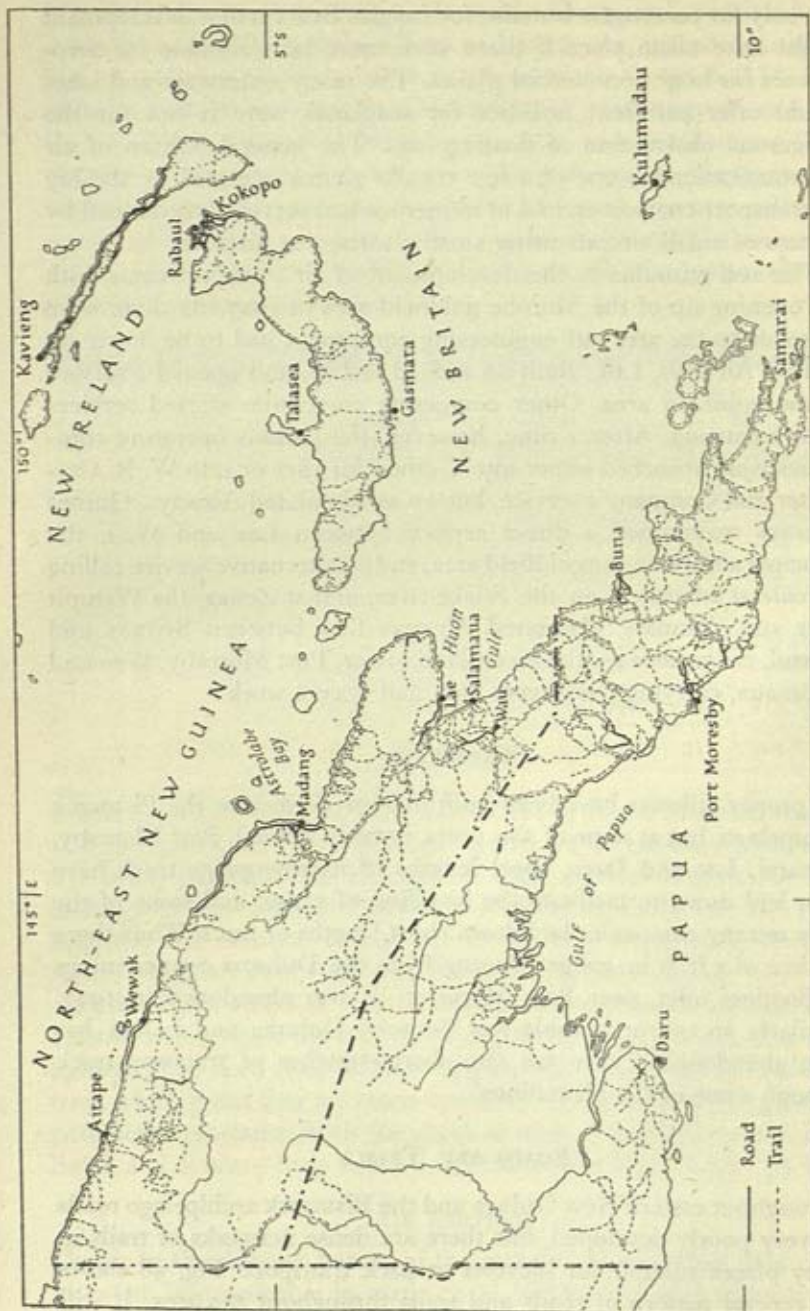 145° E
150°
5° S
10°
NORTH-EAST NEW GUINEA
NEW IRELAND
NEW BRITAIN
PAPUA
Aitape
Wewak
Astrolabe
Bay
Madang
Kavieng
Rabaul
Kokopo
Talasea
Gasmata
Lae
Huon
Gulf
Salamaua
Wau
Buna
Kulumadau
Samarai
Port Moresby
Gulf of Papua
Daru
Road
Trail